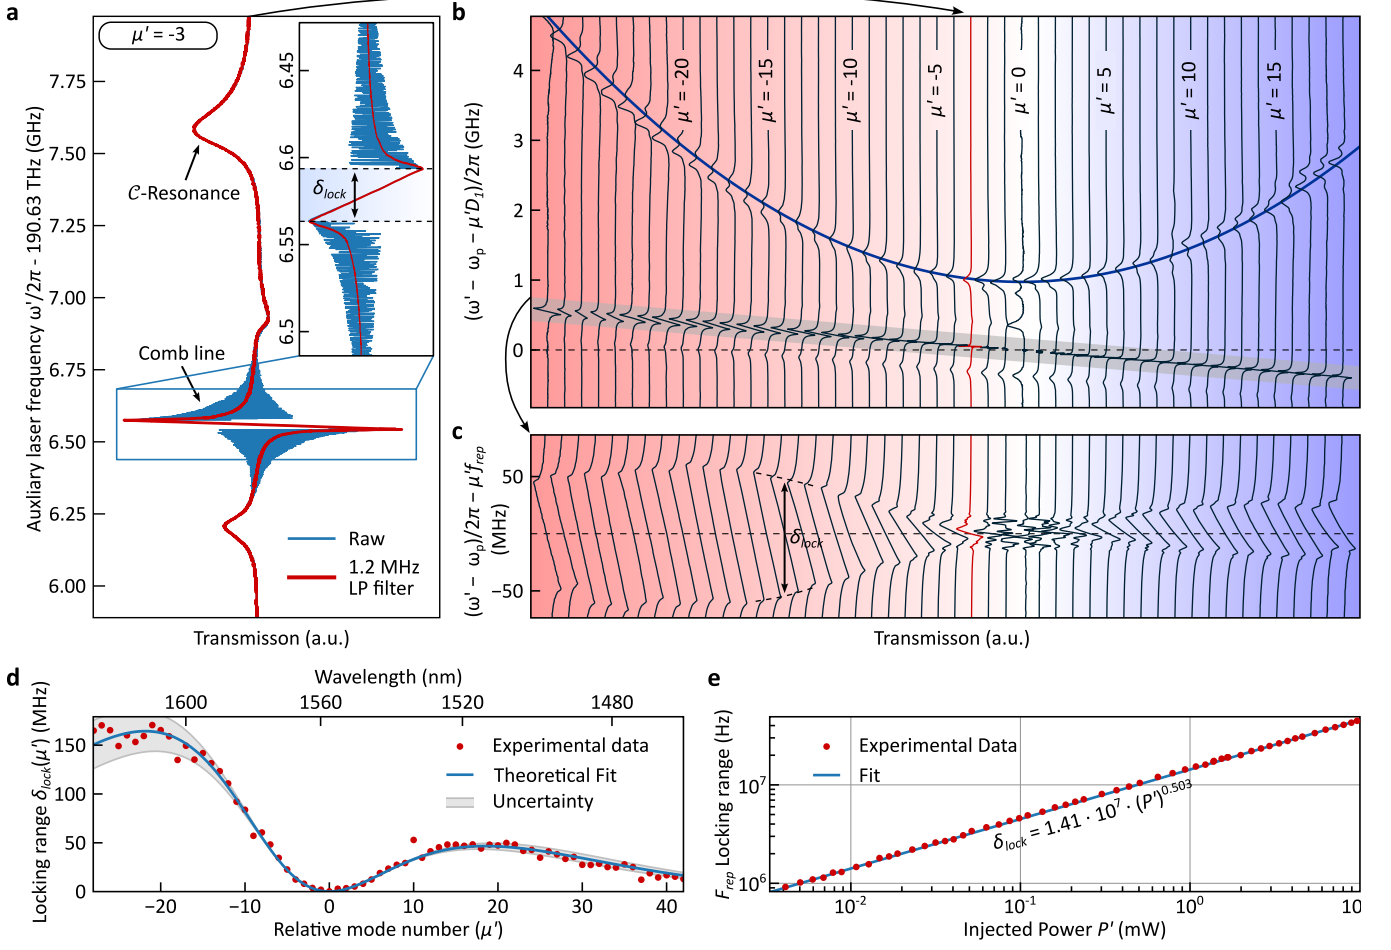 a
μ' = -3
Auxliary laser frequency ω'/2π - 190.63 THz (GHz)
7.75
7.50
7.25
7.00
6.75
6.50
6.25
6.00
C-Resonance
Comb line
Raw
1.2 MHz
LP filter
6.45
6.6
6.55
6.5
δlock
Transmisson (a.u.)
b
(ω' - ωp - μ'D1)/2π (GHz)
4
3
2
1
0
μ' = -20
μ' = -15
μ' = -10
μ' = -5
μ' = 0
μ' = 5
μ' = 10
μ' = 15
c
(ω' - ωp)/2π - μ'frep
(MHz)
50
0
−50
δlock
Transmisson (a.u.)
d
Wavelength (nm)
1600
1560
1520
1480
Locking range δlock(μ') (MHz)
150
100
50
0
Experimental data
Theoretical Fit
Uncertainty
−20
−10
0
10
20
30
40
Relative mode number (μ')
e
Frep Locking range (Hz)
10^7
10^6
Experimental Data
Fit
δlock = 1.41 · 10^7 · (P')^0.503
10^-2
10^-1
10^0
10
Injected Power P' (mW)